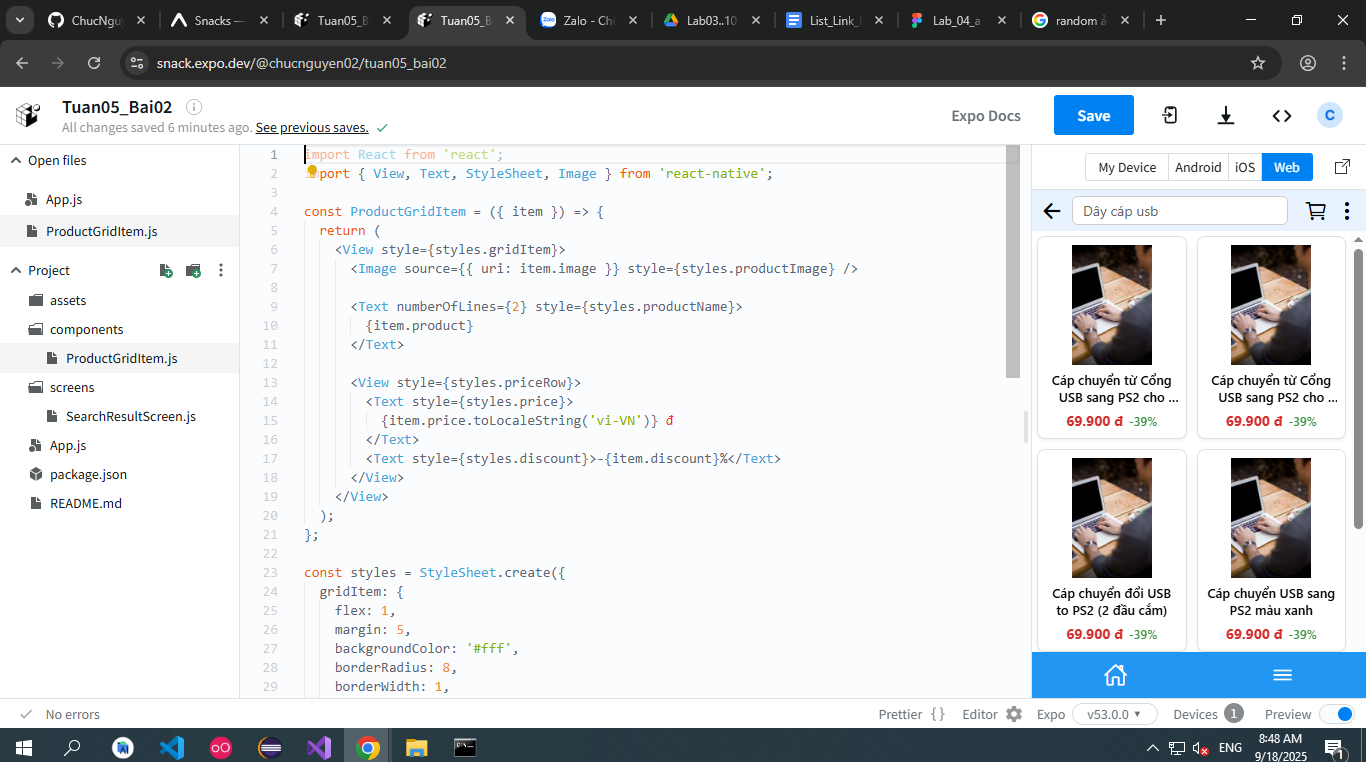 ChucNgu
Snacks —
Tuan05_B
Tuan05_B
Zalo - Ch
Lab03..10
List_Link_
Lab_04_a
random ả
snack.expo.dev/@chucnguyen02/tuan05_bai02
Tuan05_Bai02
All changes saved 6 minutes ago. See previous saves.
Expo Docs
Save
C
Open files
App.js
ProductGridItem.js
Project
assets
components
ProductGridItem.js
screens
SearchResultScreen.js
App.js
package.json
README.md
1 import React from 'react';
2 import { View, Text, StyleSheet, Image } from 'react-native';
3
4 const ProductGridItem = ({ item }) => {
5 return (
6 <View style={styles.gridItem}>
7 <Image source={{ uri: item.image }} style={styles.productImage} />
8
9 <Text numberOfLines={2} style={styles.productName}>
10 {item.product}
11 </Text>
12
13 <View style={styles.priceRow}>
14 <Text style={styles.price}>
15 {item.price.toLocaleString('vi-VN')} đ
16 </Text>
17 <Text style={styles.discount}>-{item.discount}%</Text>
18 </View>
19 </View>
20 );
21 };
22
23 const styles = StyleSheet.create({
24 gridItem: {
25 flex: 1,
26 margin: 5,
27 backgroundColor: '#fff',
28 borderRadius: 8,
29 borderWidth: 1,
My Device
Android
iOS
Web
Dây cáp usb
Cáp chuyển từ Cổng
USB sang PS2 cho ...
69.900 đ -39%
Cáp chuyển từ Cổng
USB sang PS2 cho ...
69.900 đ -39%
Cáp chuyển đổi USB
to PS2 (2 đầu cắm)
69.900 đ -39%
Cáp chuyển USB sang
PS2 màu xanh
69.900 đ -39%
No errors
Prettier {}
Editor
Expo
v53.0.0
Devices 1
Preview
ENG
8:48 AM
9/18/2025
1